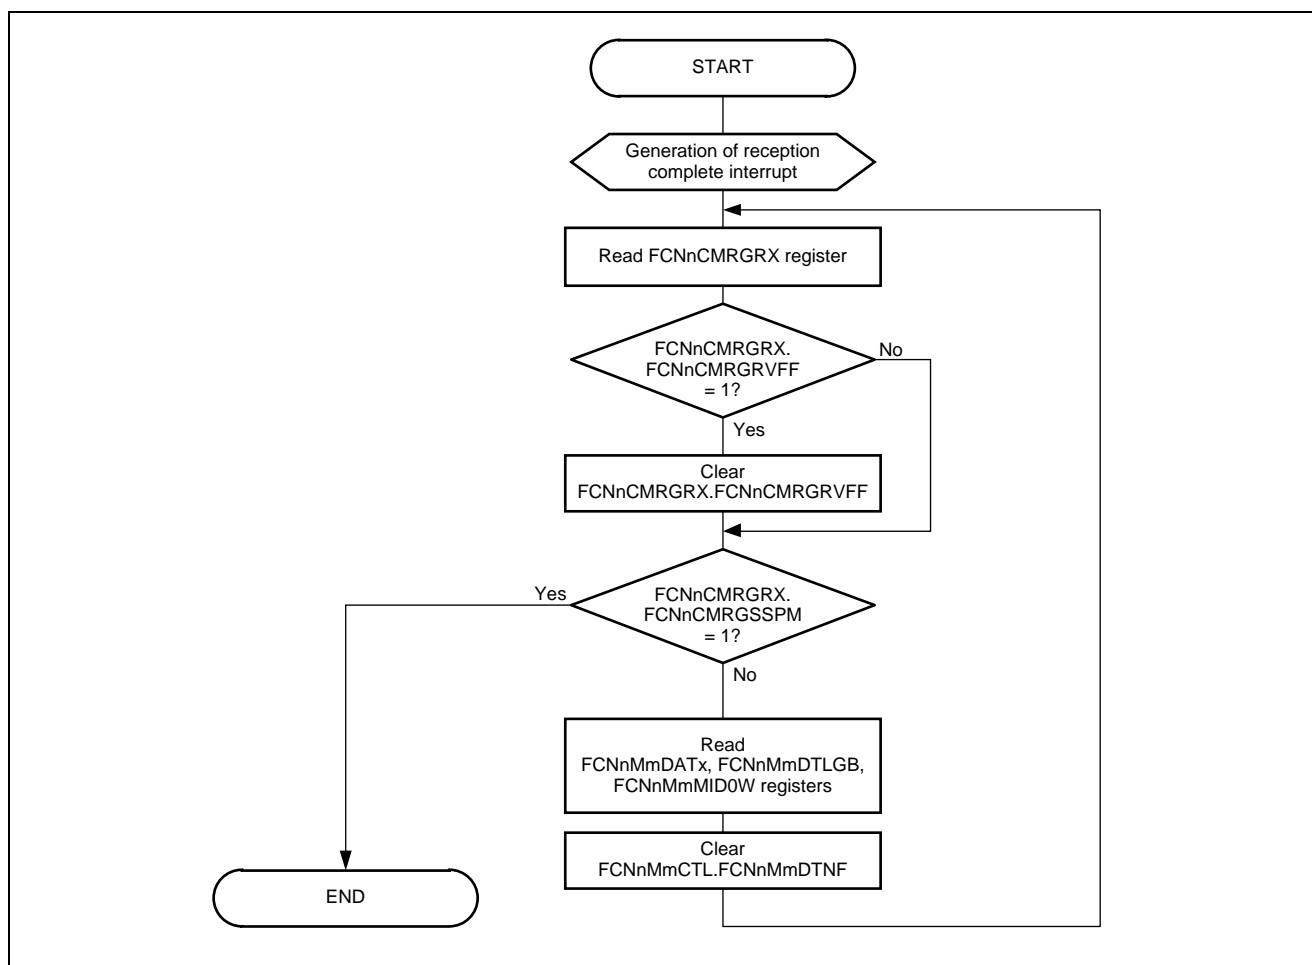 START
Generation of reception
complete interrupt
Read FCNnCMRGRX register
FCNnCMRGRX.
FCNnCMRGRVFF
= 1?
No
Yes
Clear
FCNnCMRGRX.FCNnCMRGRVFF
FCNnCMRGRX.
FCNnCMRGSSPM
= 1?
Yes
No
Read
FCNnMmDATx, FCNnMmDTLGB,
FCNnMmMID0W registers
Clear
FCNnMmCTL.FCNnMmDTNF
END